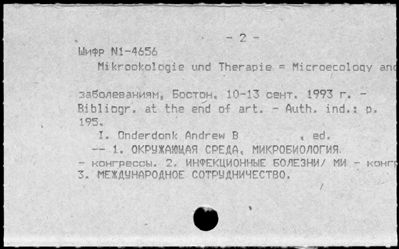 - 2 -
Шифр N1-4656
Mikrookologie und Therapie = Microecology and
заболеваниям, Бостон, 10-13 сент. 1993 г. -
Bibliogr. at the end of art. - Auth. ind.: p.
195.
I. Onderdonk Andrew B , ed.
-- 1. ОКРУЖАЮЩАЯ СРЕДА, МИКРОБИОЛОГИЯ
- конгрессы. 2. ИНФЕКЦИОННЫЕ БОЛЕЗНИ/ МИ - конгр
3. МЕЖДУНАРОДНОЕ СОТРУДНИЧЕСТВО.